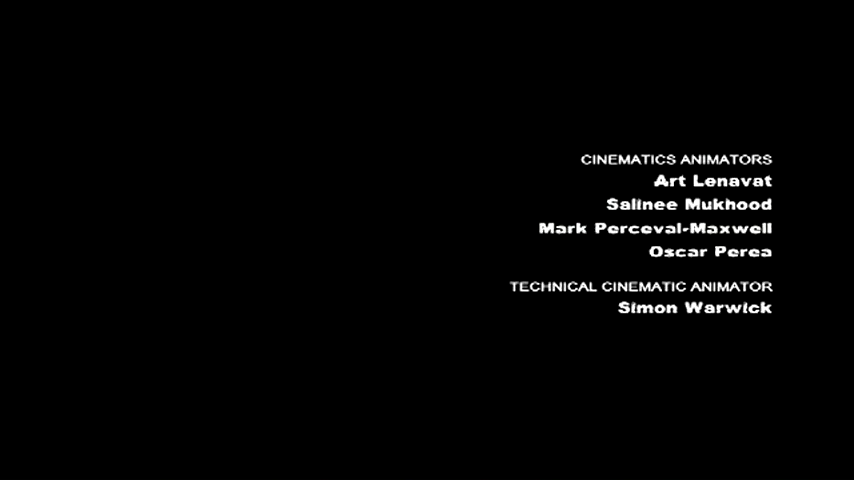 CINEMATICS ANIMATORS
Art Lenavat
Salinee Mukhood
Mark Perceval-Maxwell
Oscar Perea
TECHNICAL CINEMATIC ANIMATOR
Simon Warwick